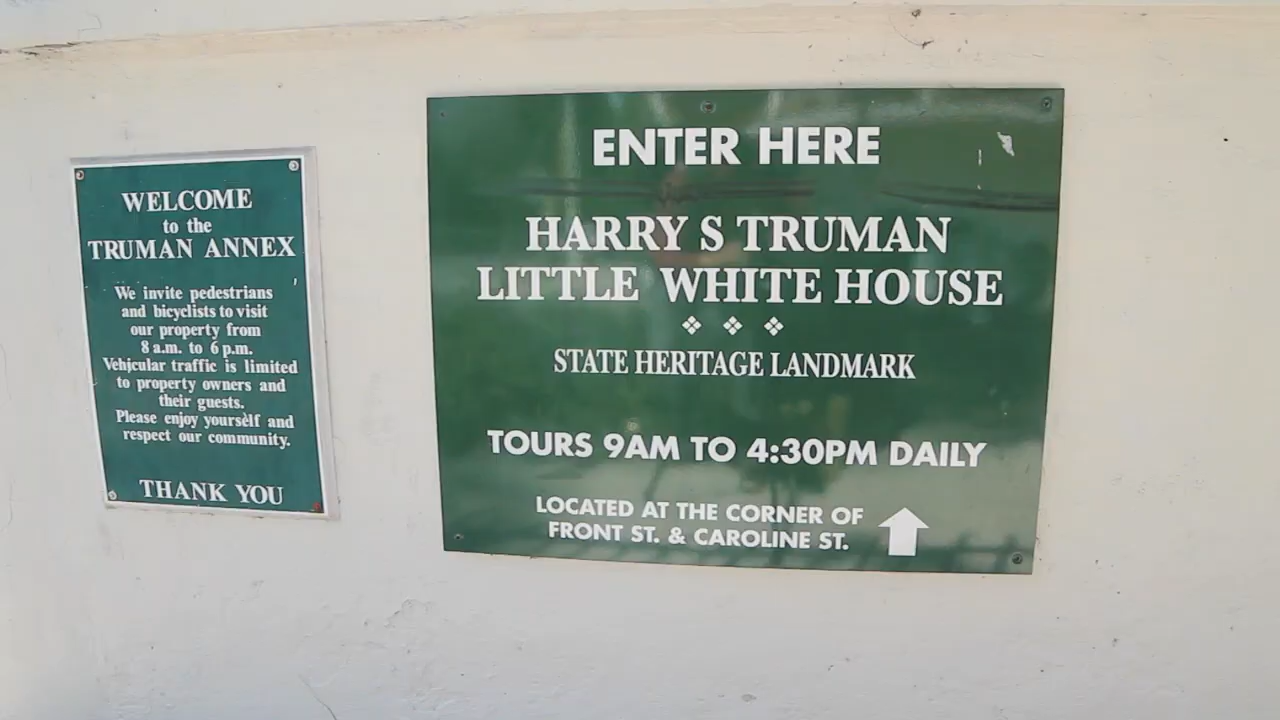 WELCOME
to the
TRUMAN ANNEX
We invite pedestrians
and bicyclists to visit
our property from
8 a.m. to 6 p.m.
Vehicular traffic is limited
to property owners and
their guests.
Please enjoy yourself and
respect our community.
THANK YOU
ENTER HERE
HARRY S TRUMAN
LITTLE WHITE HOUSE
STATE HERITAGE LANDMARK
TOURS 9AM TO 4:30PM DAILY
LOCATED AT THE CORNER OF
FRONT ST. & CAROLINE ST.